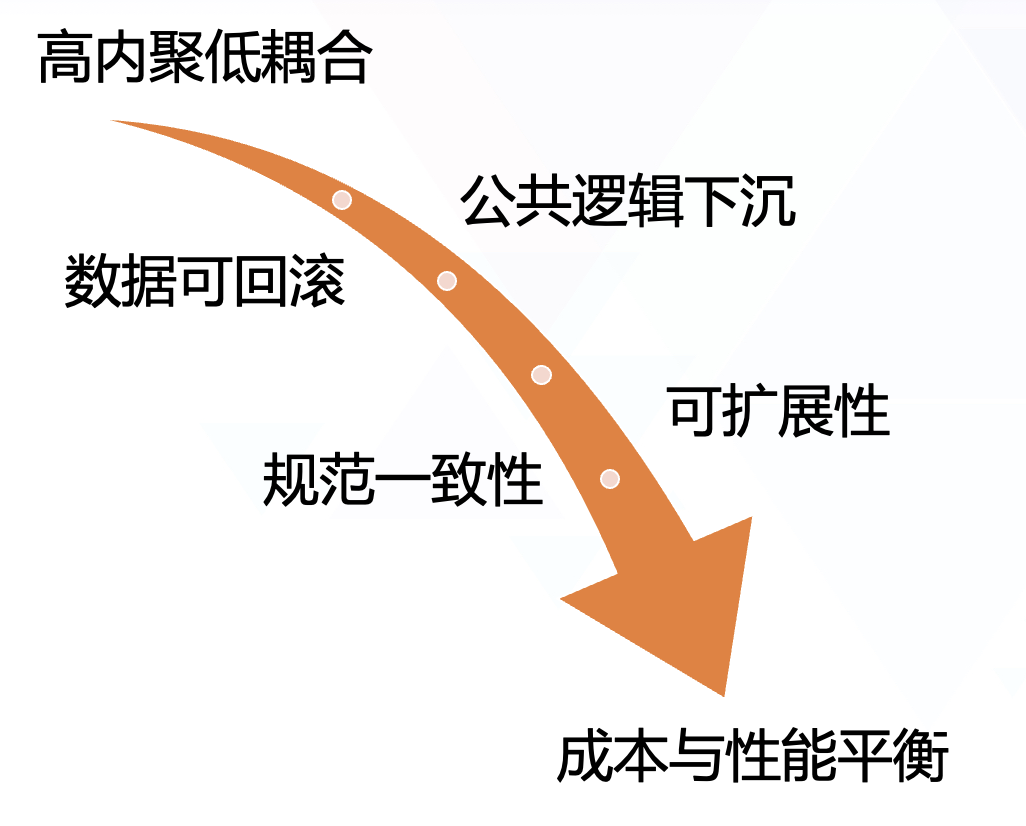 高内聚低耦合
公共逻辑下沉
数据可回滚
可扩展性
规范一致性
成本与性能平衡